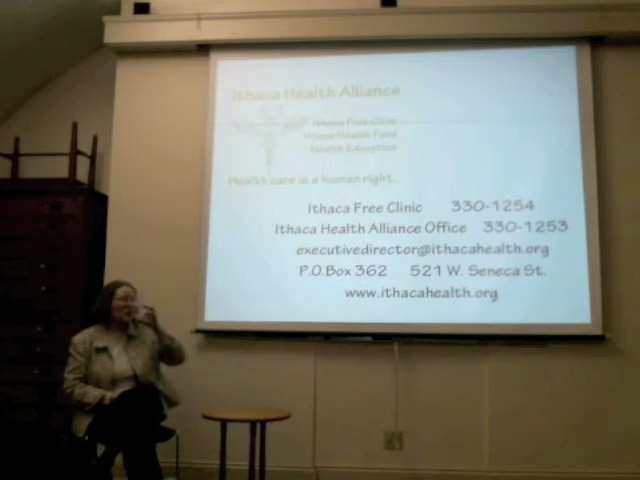 Ithaca Health Alliance
Ithaca Free Clinic
Ithaca Health Fund
Health Education
Health care is a human right.
Ithaca Free Clinic 330-1254
Ithaca Health Alliance Office 330-1253
executivedirector@ithacahealth.org
P.O.Box 362 521 W. Seneca St.
www.ithacahealth.org